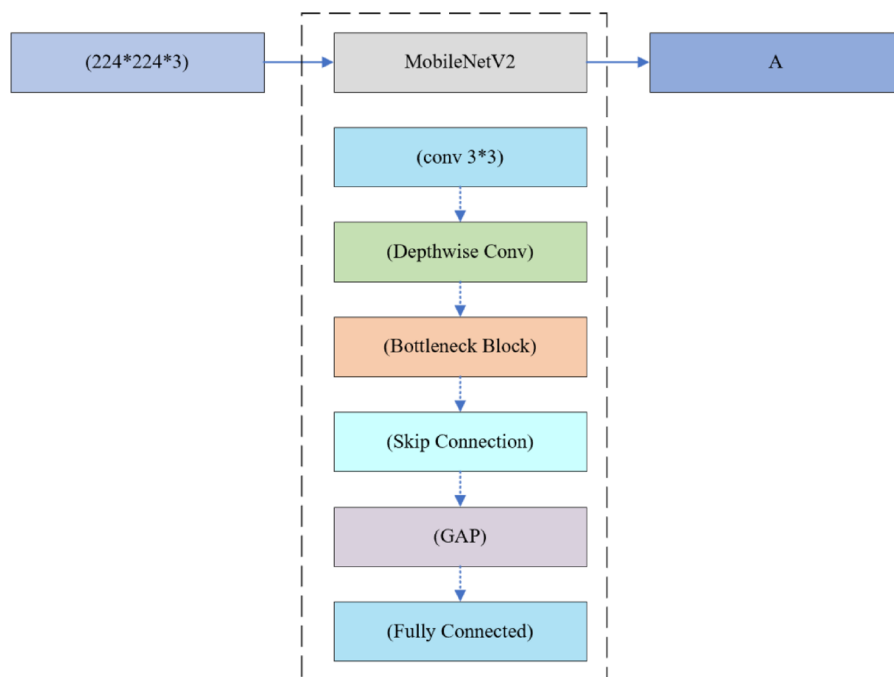 (224*224*3)
MobileNetV2
A
(conv 3*3)
(Depthwise Conv)
(Bottleneck Block)
(Skip Connection)
(GAP)
(Fully Connected)